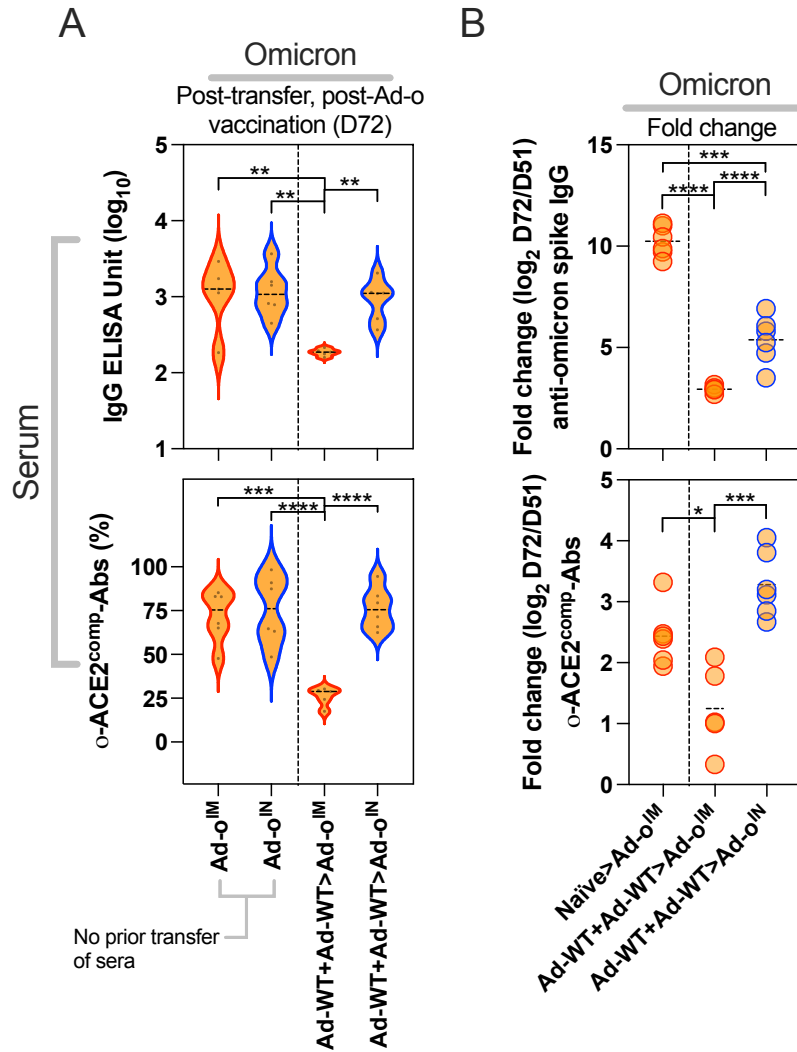 A
Omicron
Post-transfer, post-Ad-o
vaccination (D72)
Serum
IgG ELISA Unit (log10)
5
4
3
2
1
** ** **
ο-ACE2comp-Abs (%)
100
75
50
25
0
*** **** ****
Ad-oIM
Ad-oIN
Ad-WT+Ad-WT>Ad-oIM
Ad-WT+Ad-WT>Ad-oIN
No prior transfer
of sera
B
Omicron
Fold change
Fold change (log2 D72/D51)
anti-omicron spike IgG
15
10
5
0
***
**** ****
Fold change (log2 D72/D51)
ο-ACE2comp-Abs
5
4
3
2
1
0
* ***
Naïve>Ad-oIM
Ad-WT+Ad-WT>Ad-oIM
Ad-WT+Ad-WT>Ad-oIN